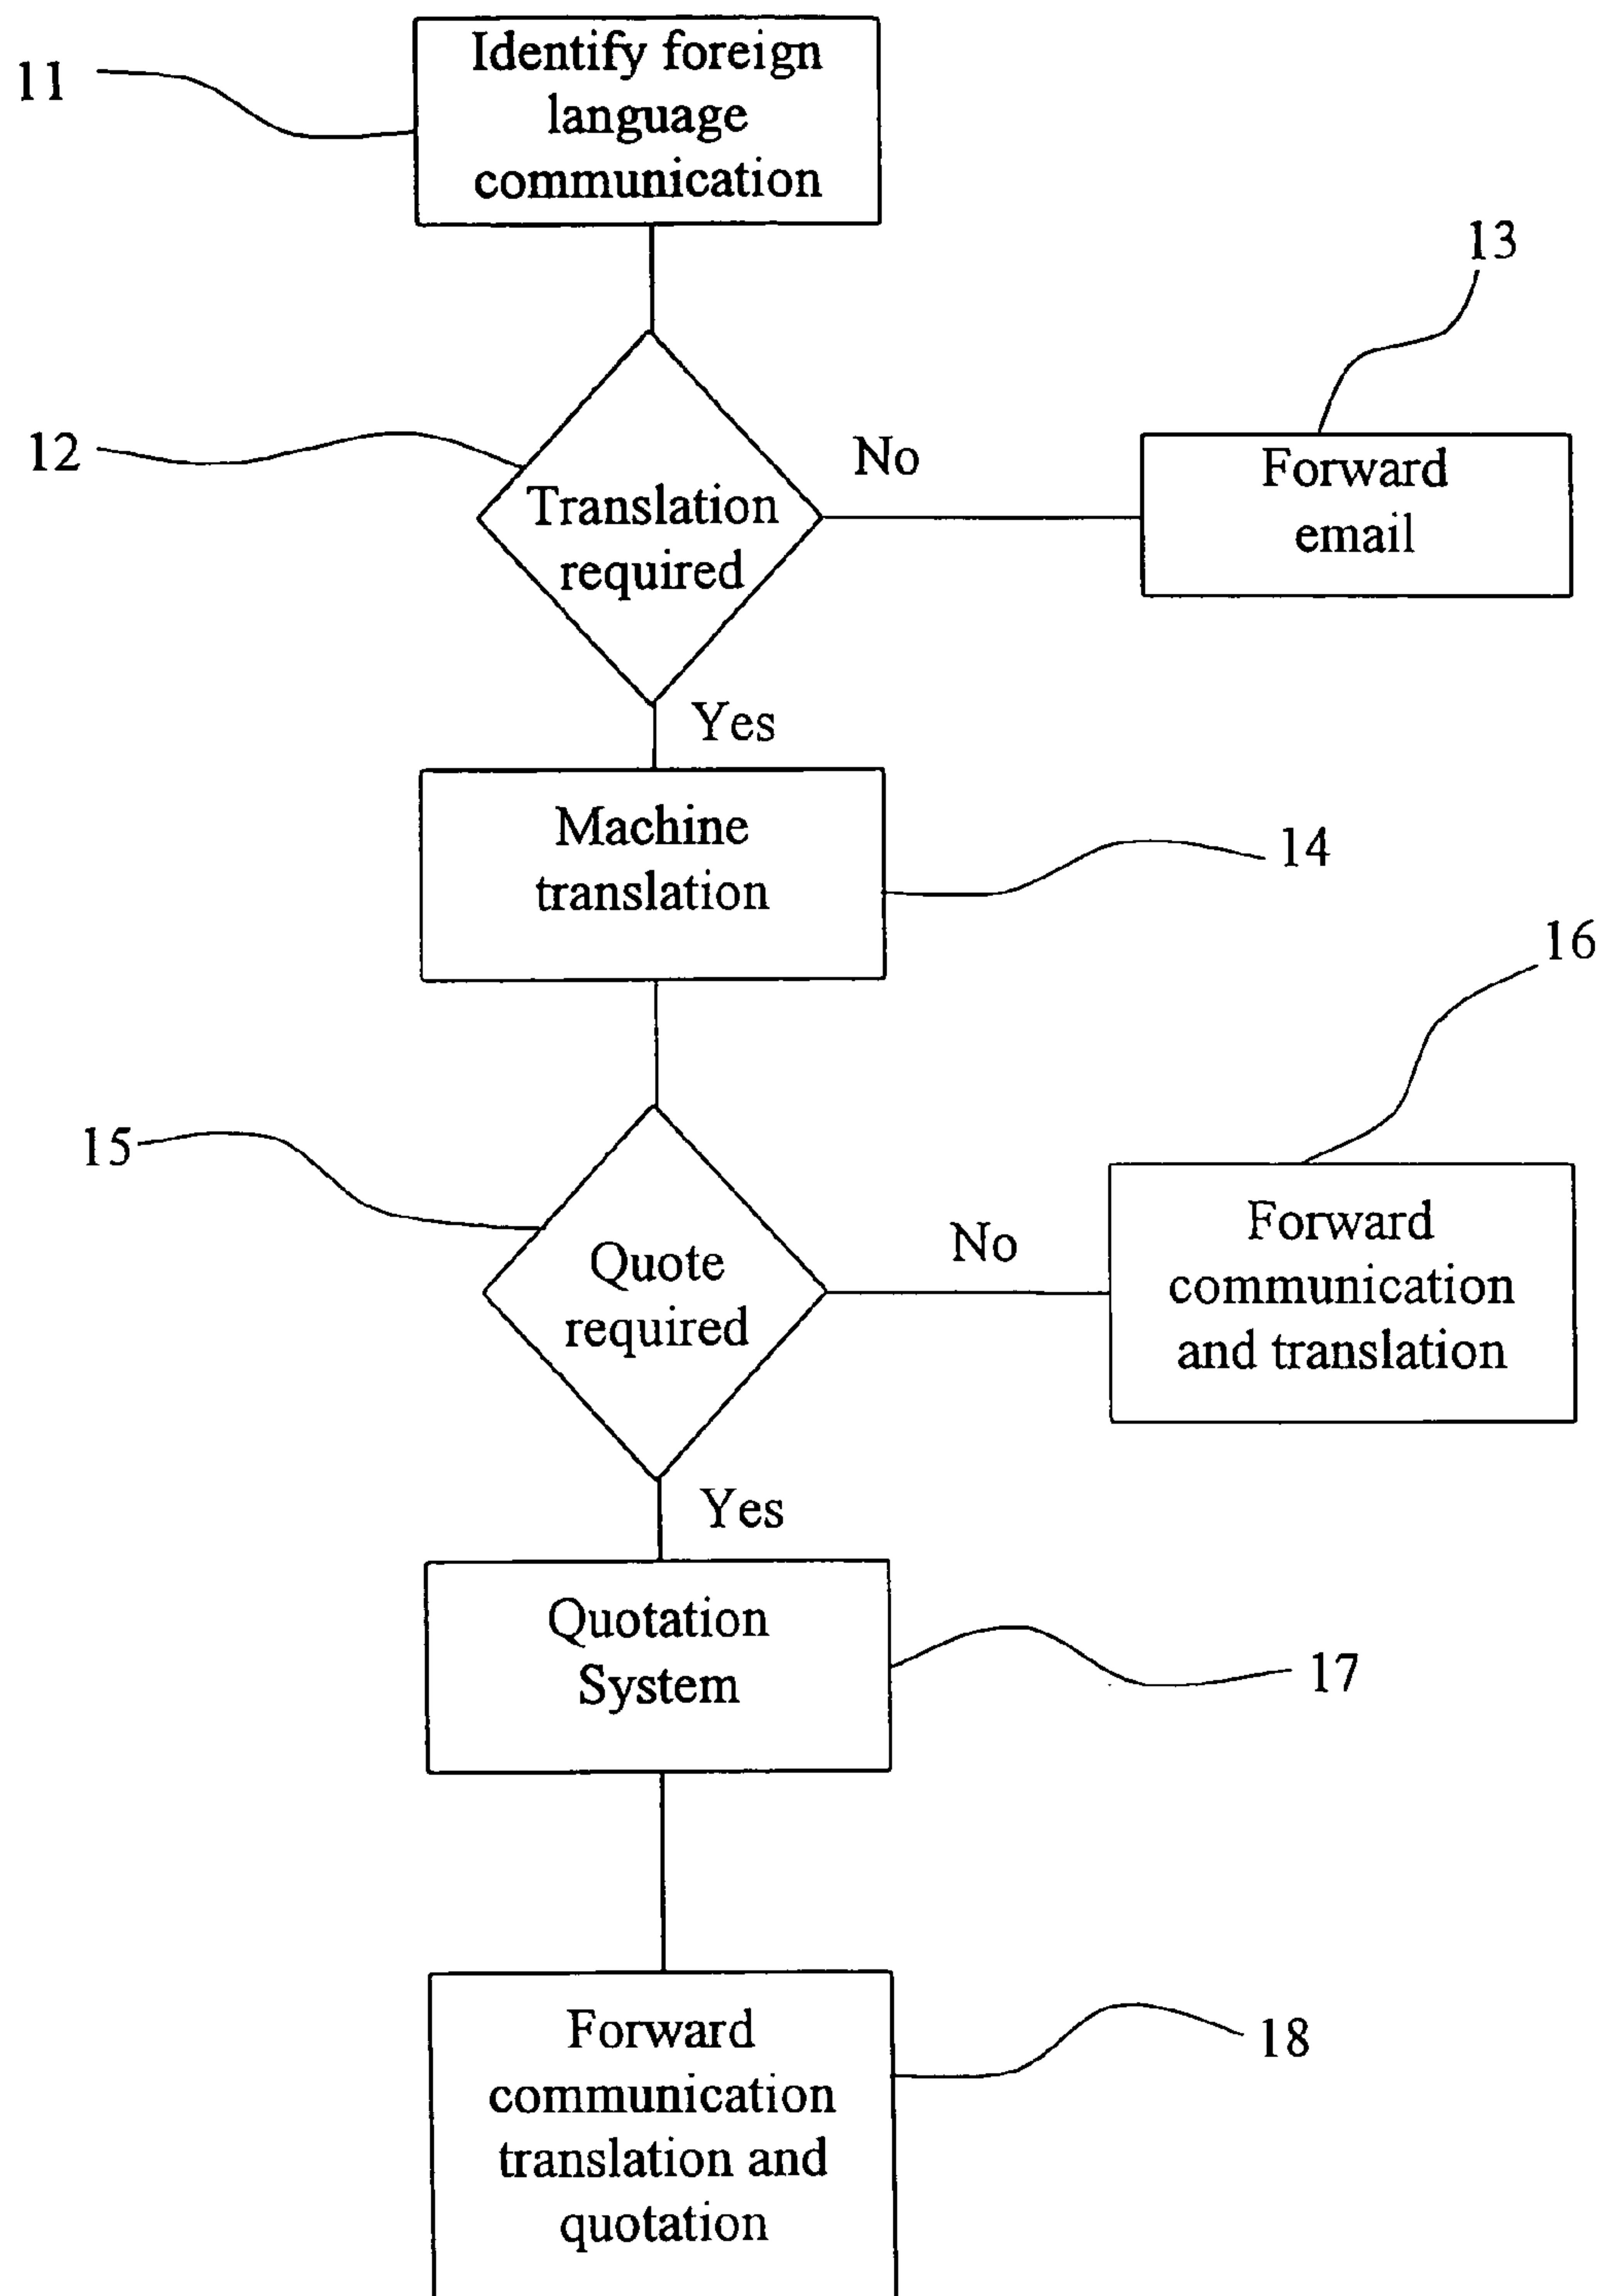 11
Identify foreign
language
communication
13
12
Translation
required
No
Forward
email
Yes
Machine
translation
14
16
15
Quote
required
No
Forward
communication
and translation
Yes
Quotation
System
17
Forward
communication
translation and
quotation
18